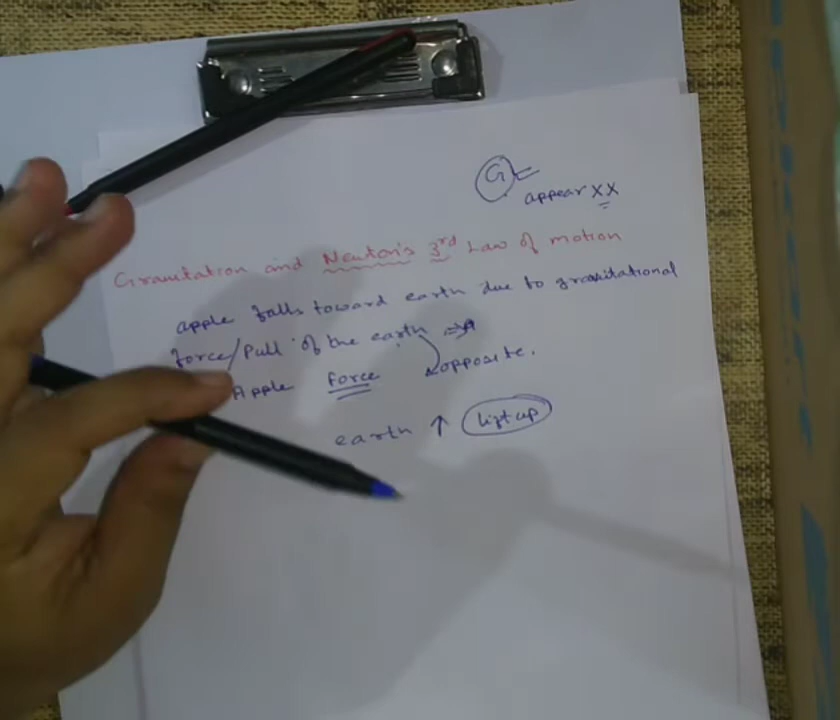 G
appear XX
Gravitation and Newton's 3rd Law of motion
apple falls toward earth due to gravitational
force/Pull of the earth
Apple force opposite.
earth ↑ lift up